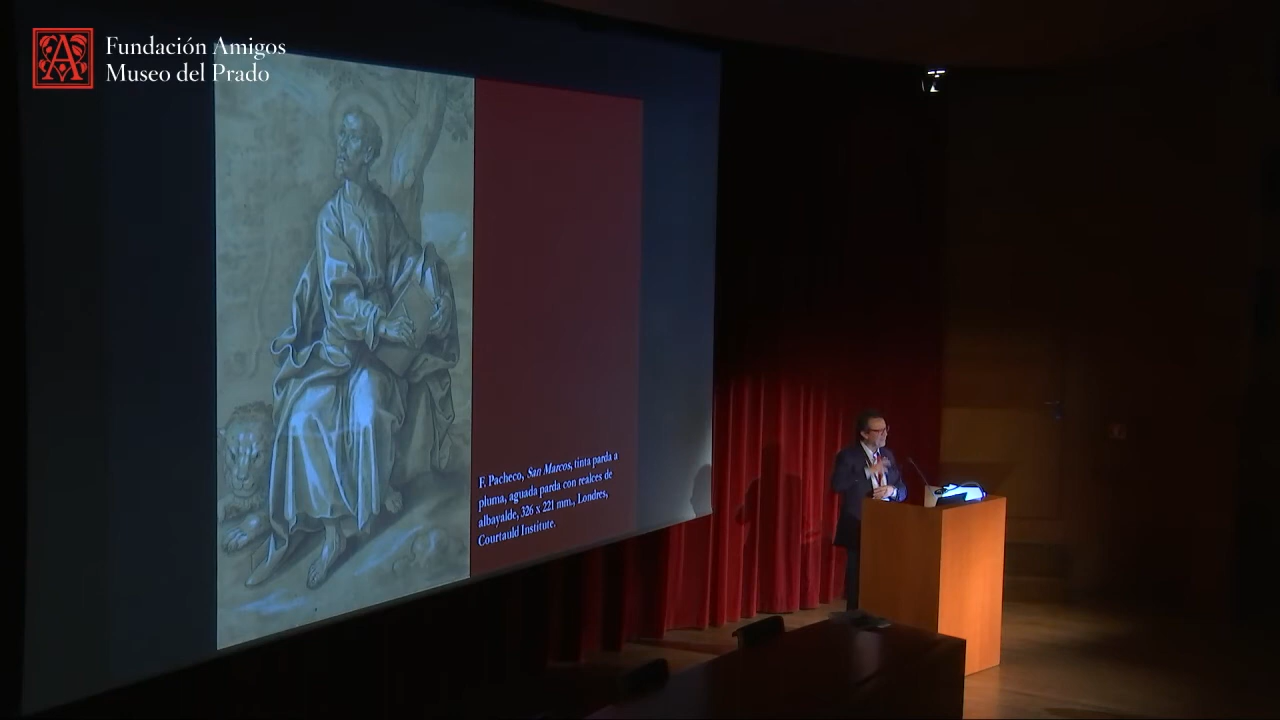 Fundación Amigos
Museo del Prado
F. Pacheco, San Marcos, tinta parda a
pluma, aguada parda con realces de
albayalde, 326 x 221 mm., Londres,
Courtauld Institute.